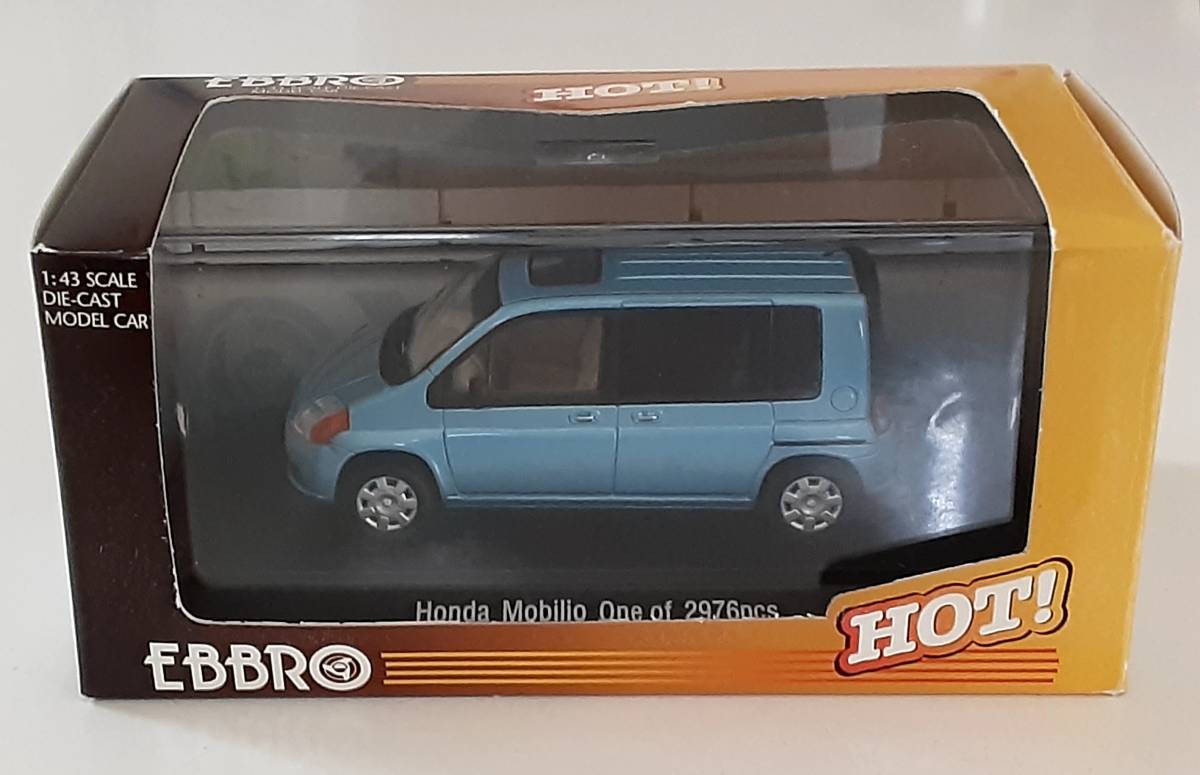 EBBRO
HOT!
1:43 SCALE
DIE-CAST
MODEL CAR
Honda Mobilio One of 2976pcs
EBBRO
HOT!